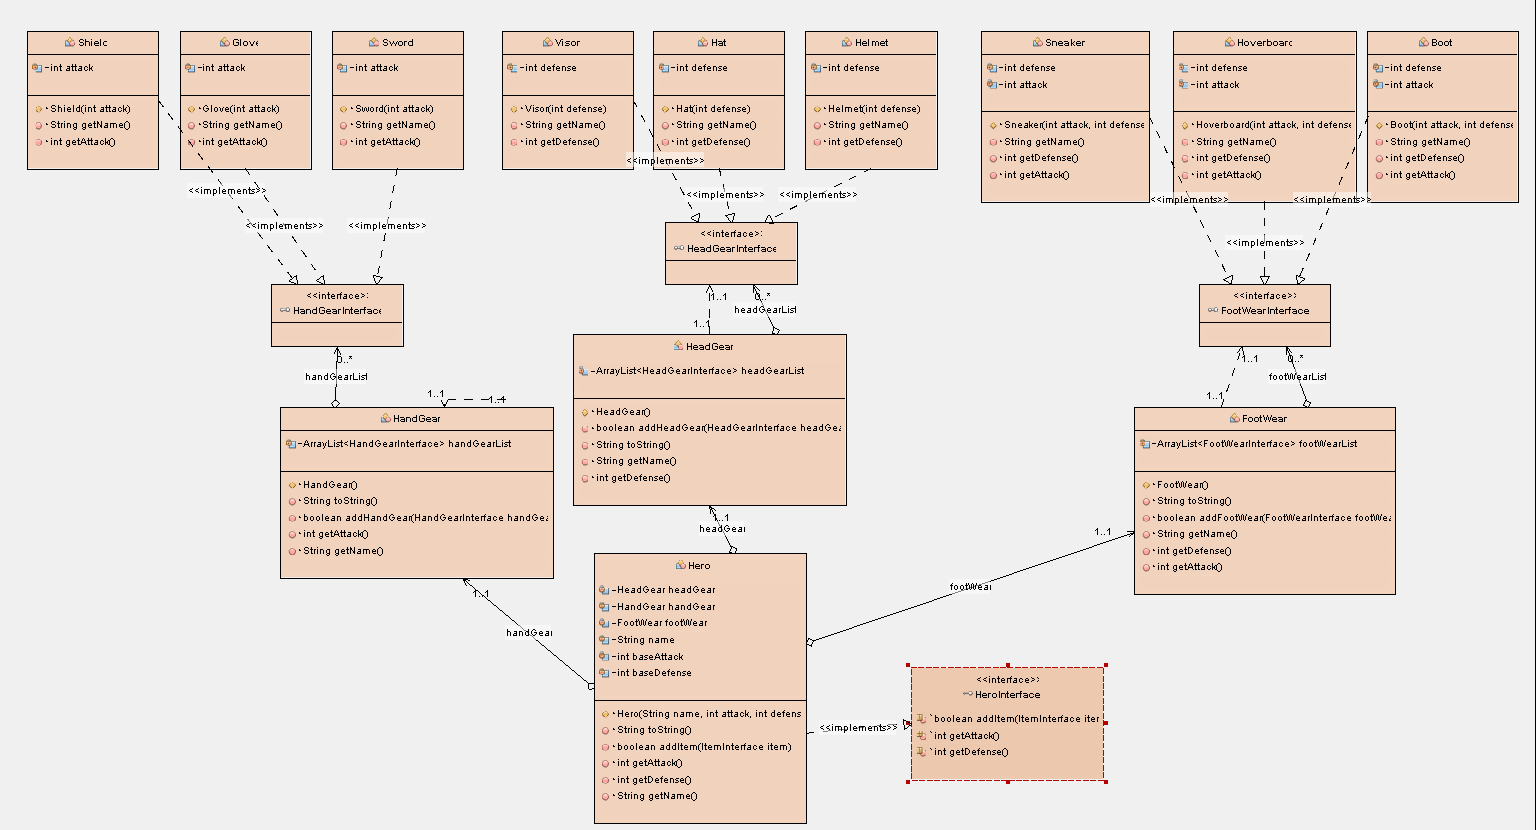 Shield
-int attack
Shield(int attack)
String getName()
int getAttack()
Glove
-int attack
Glove(int attack)
String getName()
int getAttack()
Sword
-int attack
Sword(int attack)
String getName()
int getAttack()
Visor
-int defense
Visor(int defense)
String getName()
int getDefense()
Hat
-int defense
Hat(int defense)
String getName()
int getDefense()
Helmet
-int defense
Helmet(int defense)
String getName()
int getDefense()
Sneaker
-int defense
-int attack
Sneaker(int attack, int defense
String getName()
int getDefense()
int getAttack()
Hoverboard
-int defense
-int attack
Hoverboard(int attack, int defense
String getName()
int getDefense()
int getAttack()
Boot
-int defense
-int attack
Boot(int attack, int defense
String getName()
int getDefense()
int getAttack()
<<implements>>
<<implements>>
<<implements>>
<<implements>>
<<implements>>
<<implements>>
<<implements>>
<<implements>>
<<implements>>
<<interface>>
HandGearInterface
<<interface>>
HeadGearInterface
<<interface>>
FootWearInterface
0..*
handGearList
1..1
1..1
1..1
0..*
headGearList
1..1
1..1
0..*
footWearList
1..1
HandGear
-ArrayList<HandGearInterface> handGearList
HandGear()
String toString()
boolean addHandGear(HandGearInterface handGea
int getAttack()
String getName()
HeadGear
-ArrayList<HeadGearInterface> headGearList
HeadGear()
boolean addHeadGear(HeadGearInterface headGea
String toString()
String getName()
int getDefense()
FootWear
-ArrayList<FootWearInterface> footWearList
FootWear()
String toString()
boolean addFootWear(FootWearInterface footWea
String getName()
int getDefense()
int getAttack()
1..1
handGear
1..1
headGear
1..1
footWear
Hero
-HeadGear headGear
-HandGear handGear
-FootWear footWear
-String name
-int baseAttack
-int baseDefense
Hero(String name, int attack, int defens
String toString()
boolean addItem(ItemInterface item)
int getAttack()
int getDefense()
String getName()
<<implements>>
<<interface>>
HeroInterface
boolean addItem(ItemInterface iter
int getAttack()
int getDefense()